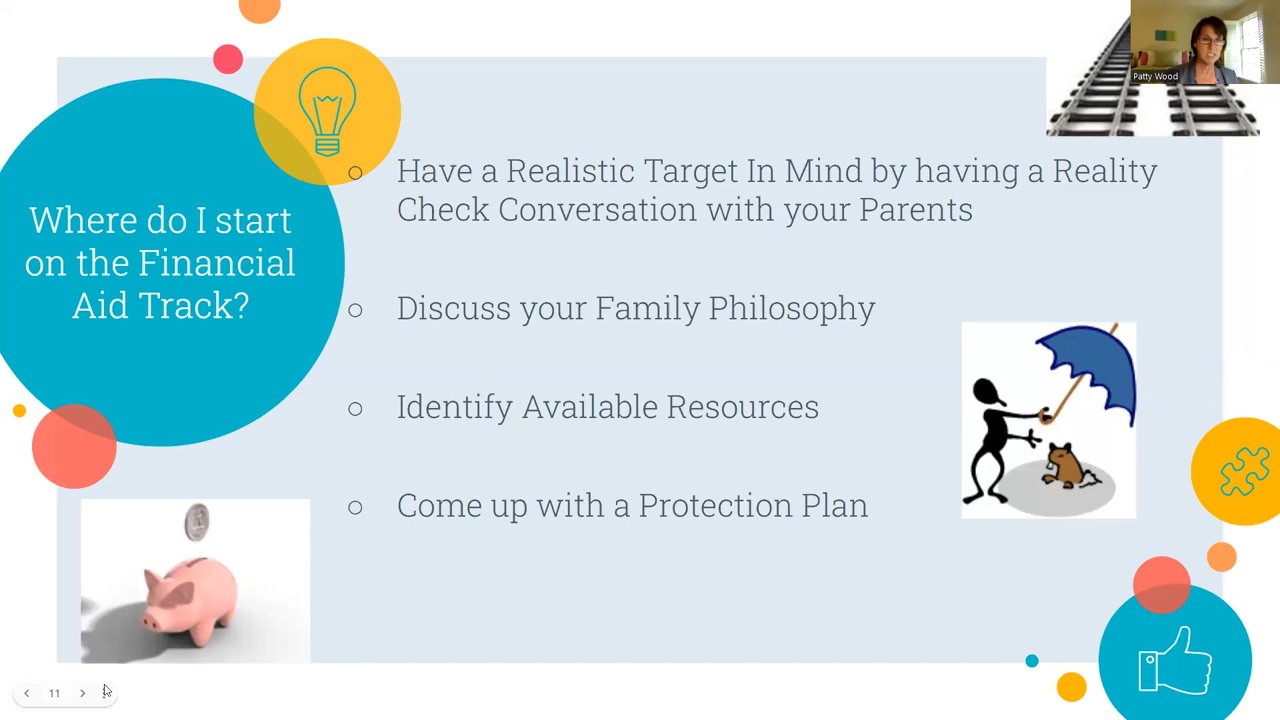 Patty Wood
Where do I start
on the Financial
Aid Track?
Have a Realistic Target In Mind by having a Reality
Check Conversation with your Parents
Discuss your Family Philosophy
Identify Available Resources
Come up with a Protection Plan
11